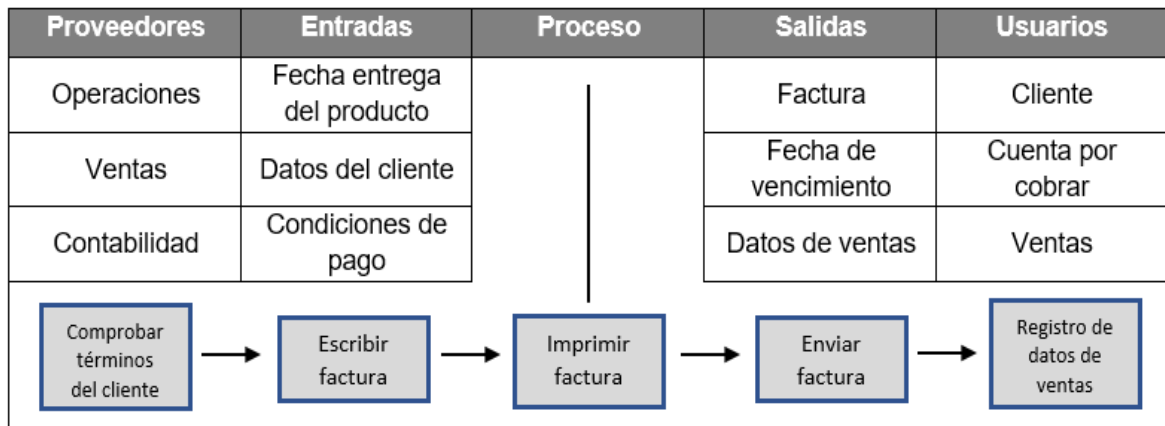 Proveedores Entradas Proceso Salidas Usuarios
Operaciones
Fecha entrega
del producto
Factura
Cliente
Ventas
Datos del cliente
Fecha de
vencimiento
Cuenta por
cobrar
Contabilidad
Condiciones de
pago
Datos de ventas
Ventas
Comprobar
términos
del cliente
Escribir
factura
Imprimir
factura
Enviar
factura
Registro de
datos de
ventas